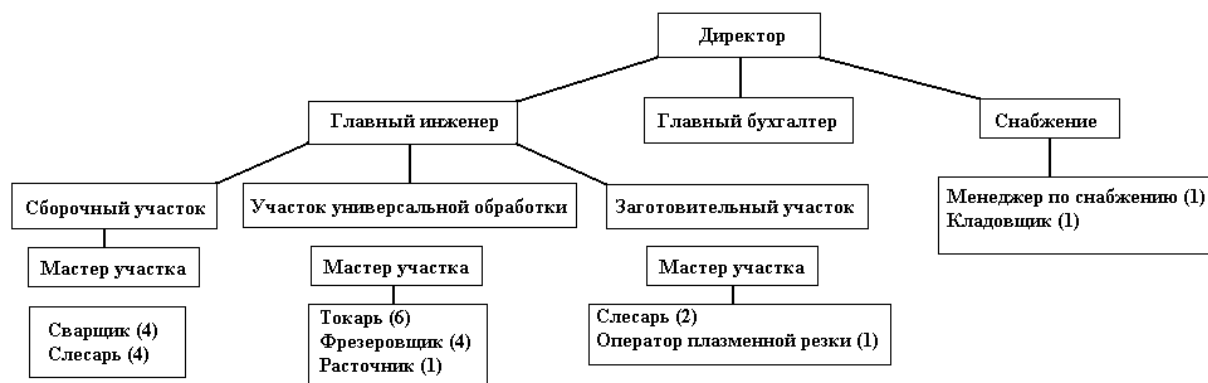 Директор
Главный инженер
Главный бухгалтер
Снабжение
Сборочный участок
Участок универсальной обработки
Заготовительный участок
Менеджер по снабжению (1)
Кладовщик (1)
Мастер участка
Мастер участка
Мастер участка
Сварщик (4)
Слесарь (4)
Токарь (6)
Фрезеровщик (4)
Расточник (1)
Слесарь (2)
Оператор плазменной резки (1)